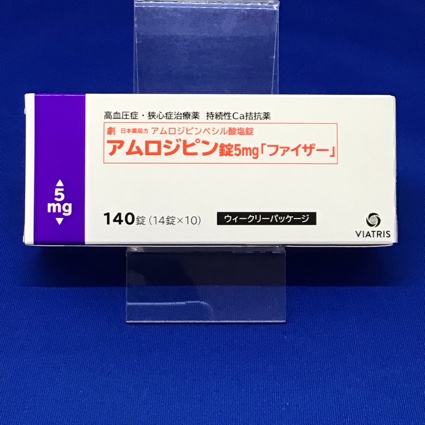 高血圧症・狭心症治療薬 持続性Ca拮抗薬
劇 日本薬局方 アムロジピンベシル酸塩錠
アムロジピン錠5mg「ファイザー」
5
mg
140錠(14錠×10)
ウィークリーパッケージ
VIATRIS